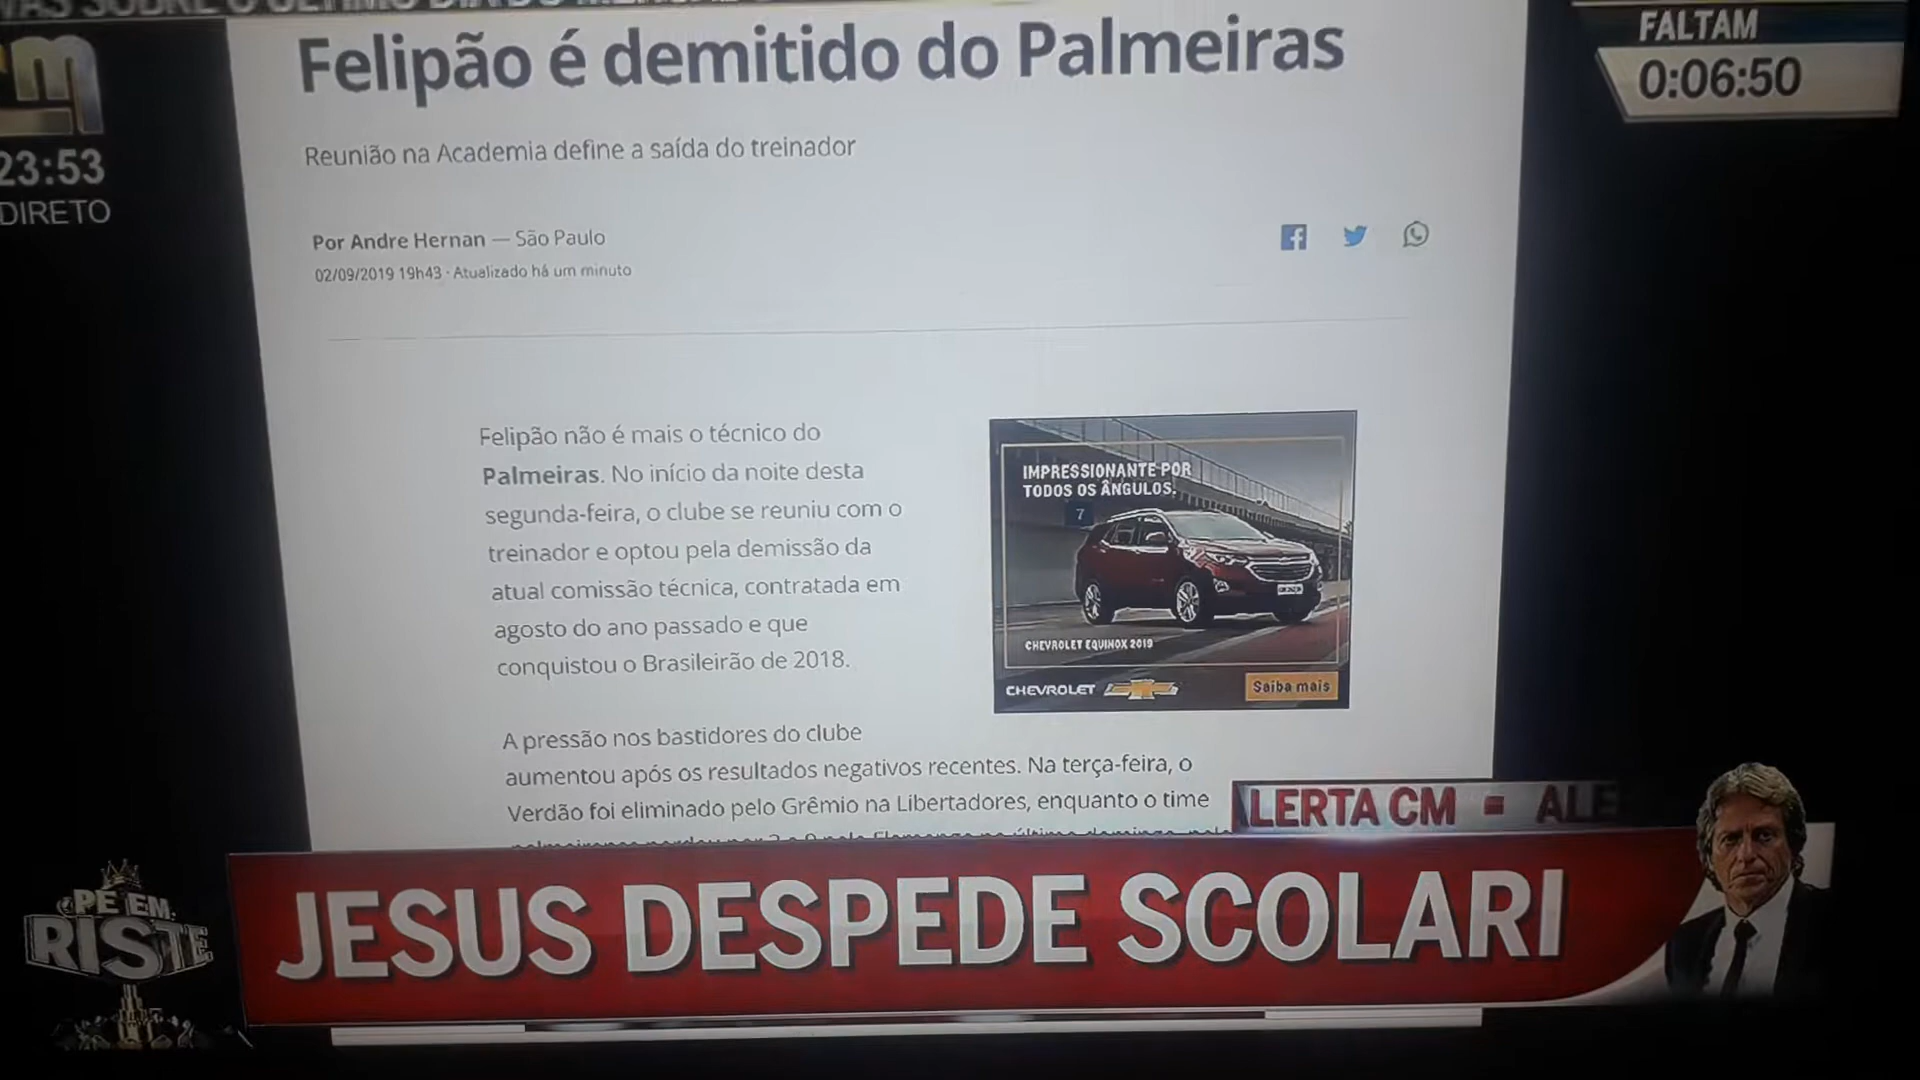 Felipão é demitido do Palmeiras
FALTAM
0:06:50
23:53
DIRETO
Reunião na Academia define a saída do treinador
Por Andre Hernan — São Paulo
02/09/2019 19h43 · Atualizado há um minuto
Felipão não é mais o técnico do
Palmeiras. No início da noite desta
segunda-feira, o clube se reuniu com o
treinador e optou pela demissão da
atual comissão técnica, contratada em
agosto do ano passado e que
conquistou o Brasileirão de 2018.
IMPRESSIONANTE POR
TODOS OS ÂNGULOS.
7
CHEVROLET EQUINOX 2019
CHEVROLET
Saiba mais
A pressão nos bastidores do clube
aumentou após os resultados negativos recentes. Na terça-feira, o
Verdão foi eliminado pelo Grêmio na Libertadores, enquanto o time
LERTA CM = ALE
PÉ EM
RISTE
JESUS DESPEDE SCOLARI